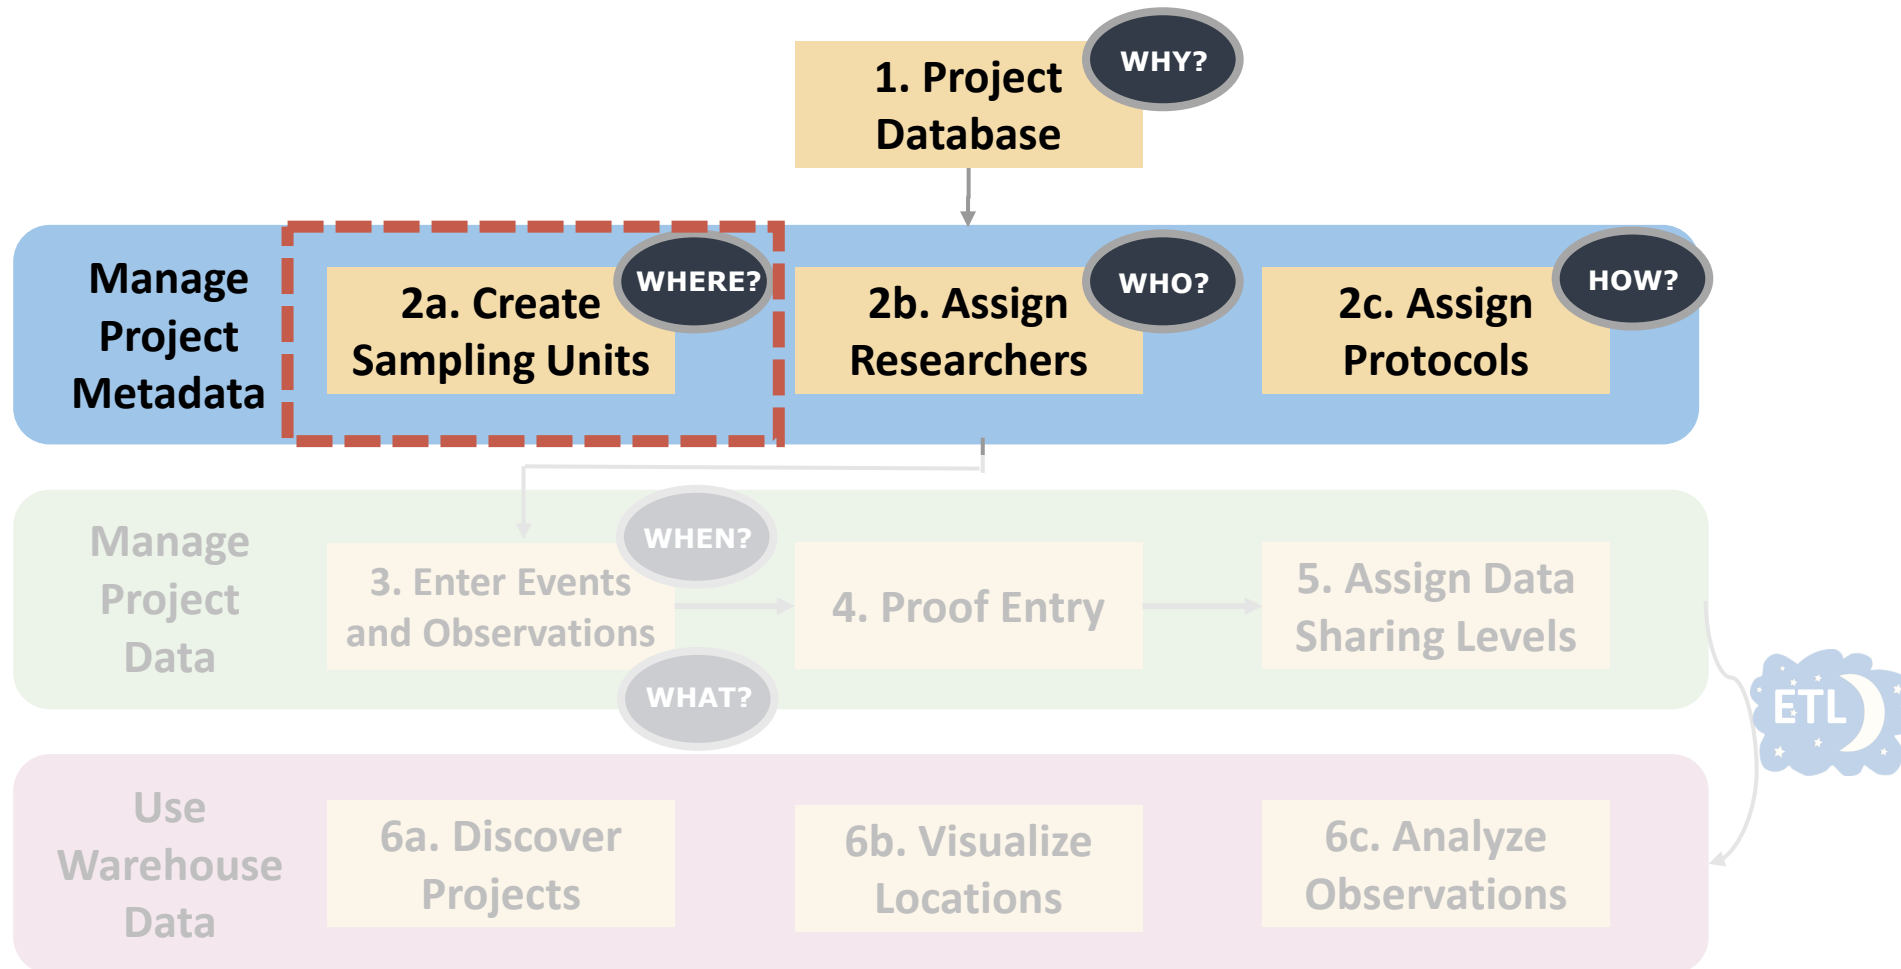 1. Project
Database
WHY?
Manage
Project
Metadata
2a. Create
Sampling Units
WHERE?
2b. Assign
Researchers
WHO?
2c. Assign
Protocols
HOW?
Manage
Project
Data
3. Enter Events
and Observations
WHEN?
WHAT?
4. Proof Entry
5. Assign Data
Sharing Levels
ETL
Use
Warehouse
Data
6a. Discover
Projects
6b. Visualize
Locations
6c. Analyze
Observations